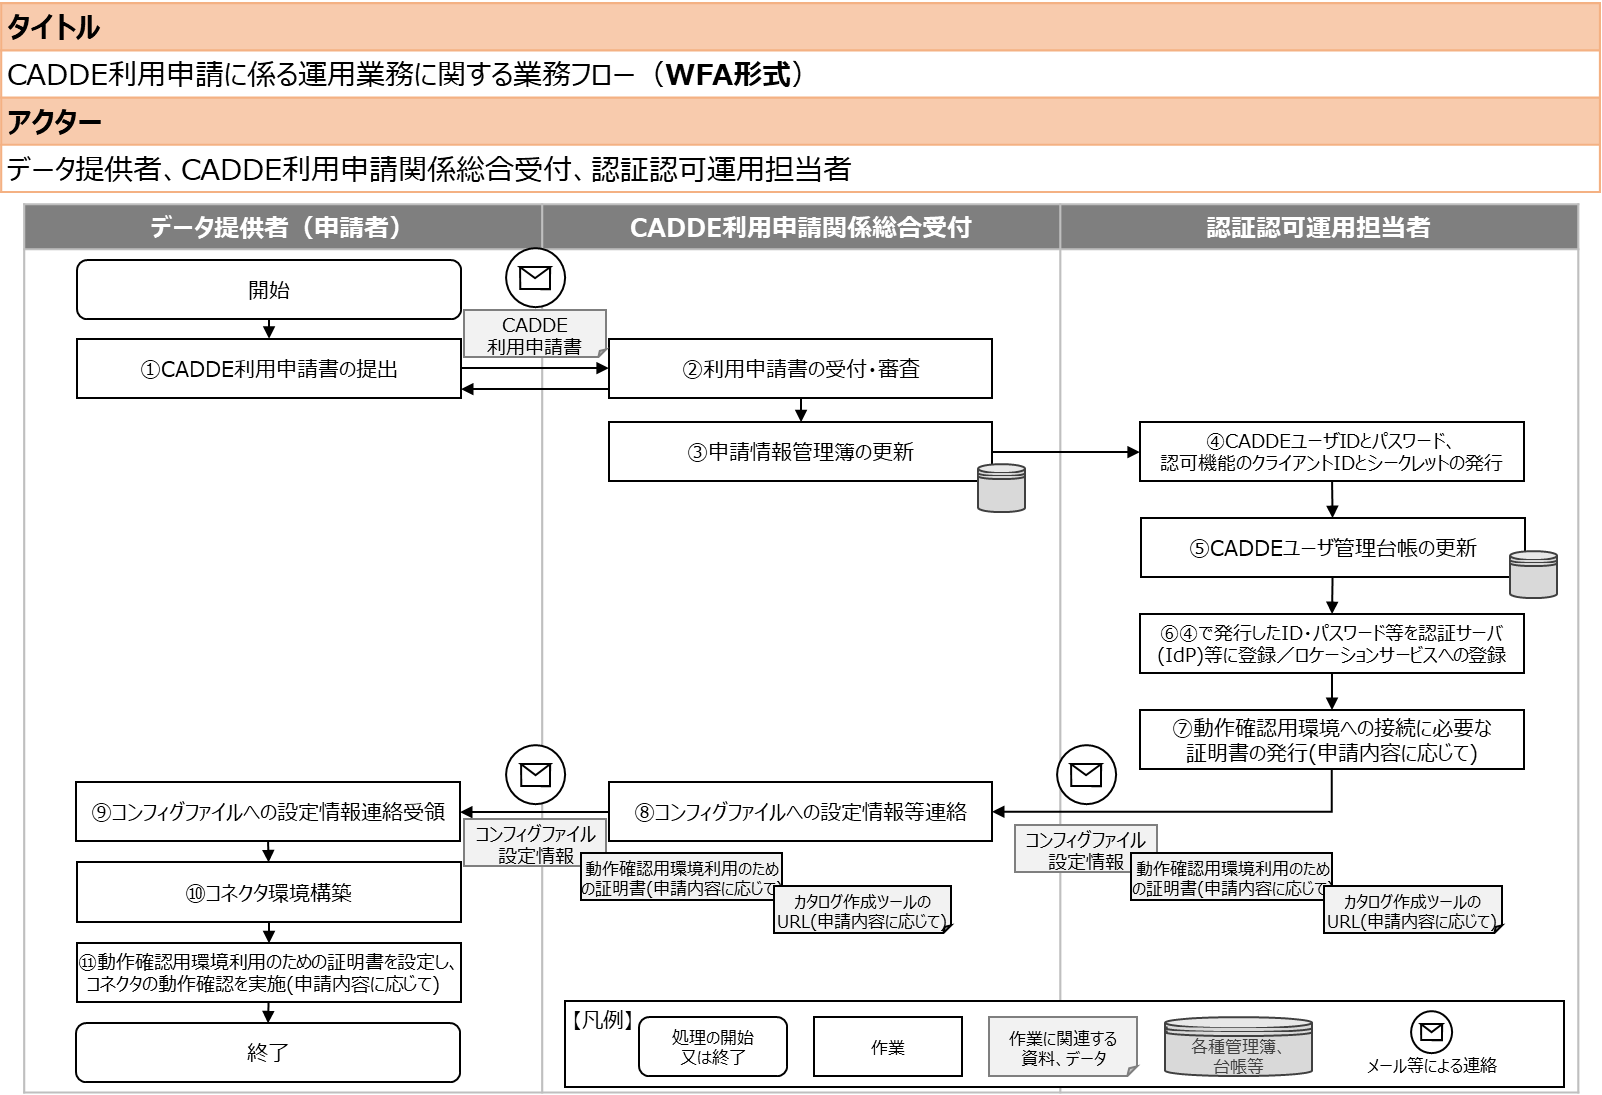 タイトル
CADDE利用申請に係る運用業務に関する業務フロー（WFA形式）
アクター
データ提供者、CADDE利用申請関係総合受付、認証認可運用担当者
データ提供者（申請者）
CADDE利用申請関係総合受付
認証認可運用担当者
開始
CADDE
利用申請書
①CADDE利用申請書の提出
②利用申請書の受付・審査
③申請情報管理簿の更新
④CADDEユーザIDとパスワード、
認可機能のクライアントIDとシークレットの発行
⑤CADDEユーザ管理台帳の更新
⑥④で発行したID・パスワード等を認証サーバ
(IdP)等に登録／ロケーションサービスへの登録
⑦動作確認用環境への接続に必要な
証明書の発行(申請内容に応じて)
⑨コンフィグファイルへの設定情報連絡受領
⑧コンフィグファイルへの設定情報等連絡
コンフィグファイル
設定情報
動作確認用環境利用のため
の証明書(申請内容に応じて)
カタログ作成ツールの
URL(申請内容に応じて)
コンフィグファイル
設定情報
動作確認用環境利用のため
の証明書(申請内容に応じて)
カタログ作成ツールの
URL(申請内容に応じて)
⑩コネクタ環境構築
⑪動作確認用環境利用のための証明書を設定し、
コネクタの動作確認を実施(申請内容に応じて)
終了
【凡例】
処理の開始
又は終了
作業
作業に関連する
資料、データ
各種管理簿、
台帳等
メール等による連絡